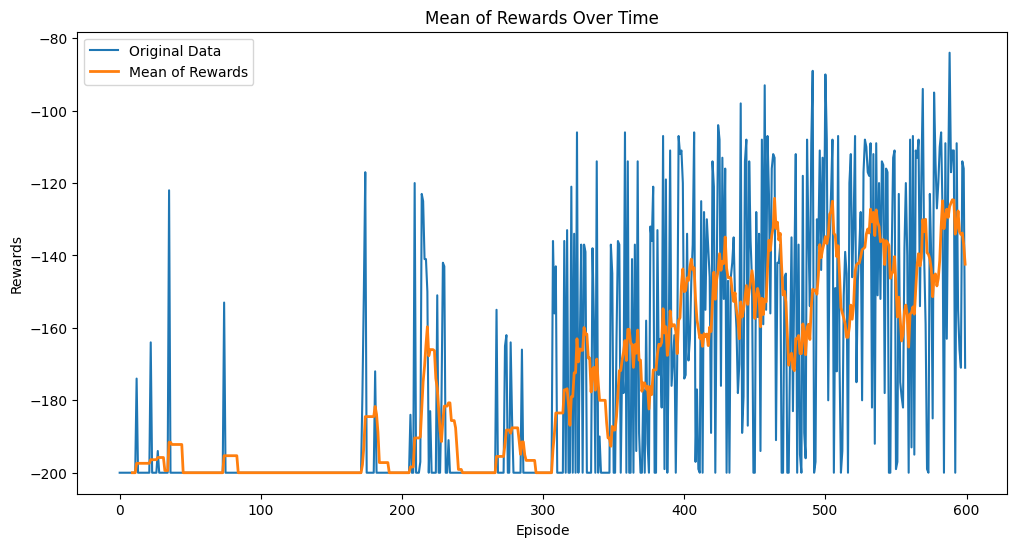 Mean of Rewards Over Time
Original Data
Mean of Rewards
Rewards
−80
−100
−120
−140
−160
−180
−200
0 100 200 300 400 500 600
Episode